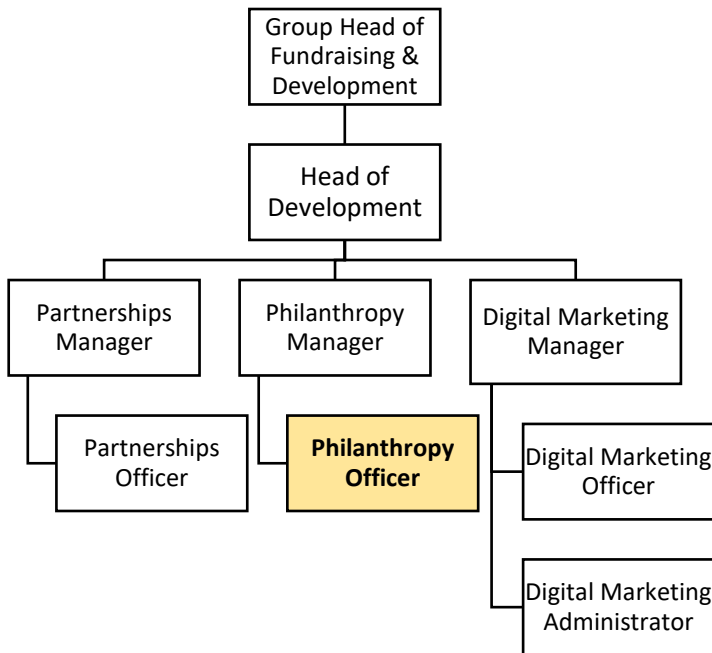 Group Head of
Fundraising &
Development
Head of
Development
Partnerships
Manager
Philanthropy
Manager
Digital Marketing
Manager
Partnerships
Officer
Philanthropy
Officer
Digital Marketing
Officer
Digital Marketing
Administrator